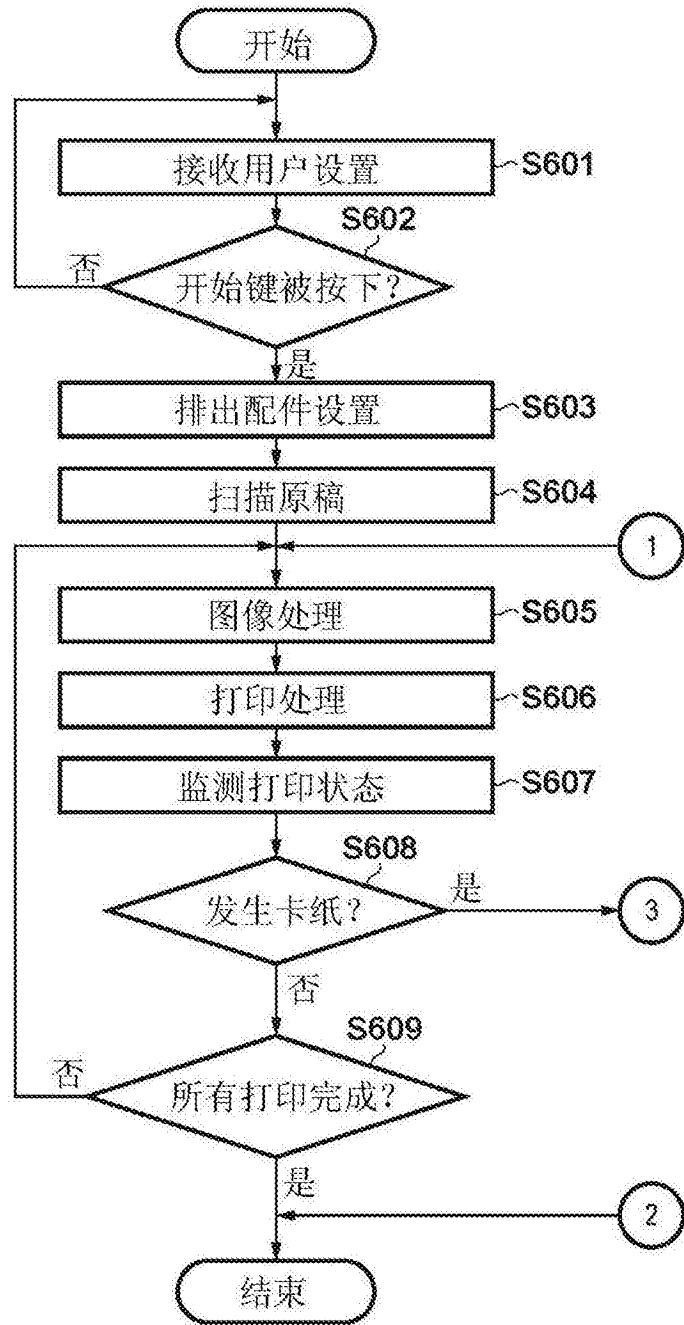 开始
接收用户设置
S601
S602
否
开始键被按下？
是
排出配件设置
S603
扫描原稿
S604
1
图像处理
S605
打印处理
S606
监测打印状态
S607
S608
发生卡纸？
是
3
否
S609
否
所有打印完成？
是
2
结束